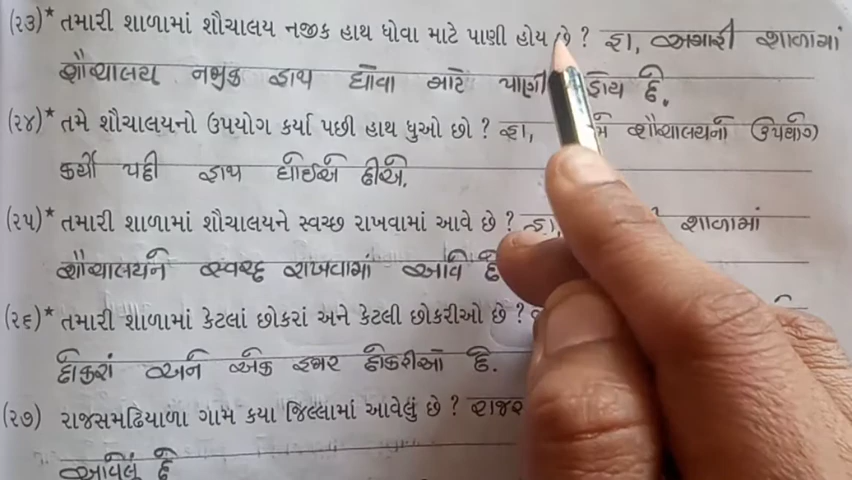 (૨૩)* તમારી શાળામાં શૌચાલય નજીક હાથ ધોવા માટે પાણી હોય છે ? હા, અમારી શાળામાં
શૌચાલય નજીક હાથ ધોવા માટે પાણી હોય છે.
(૨૪)* તમે શૌચાલયનો ઉપયોગ કર્યા પછી હાથ ધુઓ છો ? હા, શૌચાલયનો ઉપયોગ
કર્યા પછી હાથ ધોઈએ છીએ.
(૨૫)* તમારી શાળામાં શૌચાલયને સ્વચ્છ રાખવામાં આવે છે ? હા, શાળામાં
શૌચાલયને સ્વચ્છ રાખવામાં આવે છે
(૨૬)* તમારી શાળામાં કેટલાં છોકરાં અને કેટલી છોકરીઓ છે ?
છોકરાં અને એક હજાર છોકરીઓ છે.
(૨૭) રાજસમઢિયાળા ગામ કયા જિલ્લામાં આવેલું છે ?
આવેલું છે